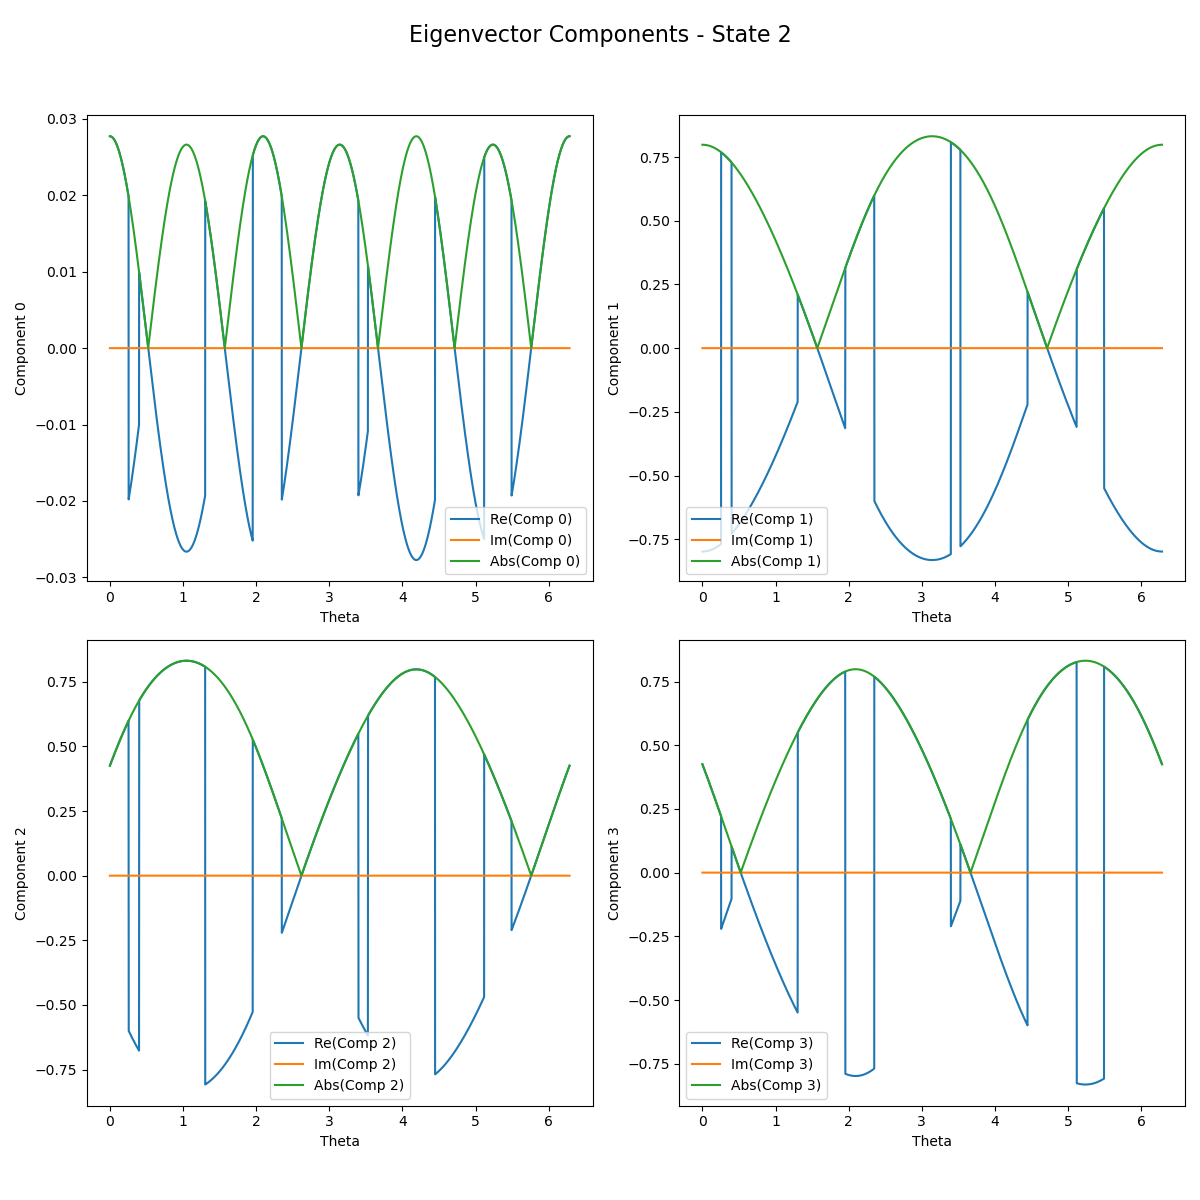 Eigenvector Components - State 2
Component 0
0.03
0.02
0.01
0.00
−0.01
−0.02
−0.03
0 1 2 3 4 5 6
Theta
Re(Comp 0)
Im(Comp 0)
Abs(Comp 0)
Component 1
0.75
0.50
0.25
0.00
−0.25
−0.50
−0.75
0 1 2 3 4 5 6
Theta
Re(Comp 1)
Im(Comp 1)
Abs(Comp 1)
Component 2
0.75
0.50
0.25
0.00
−0.25
−0.50
−0.75
0 1 2 3 4 5 6
Theta
Re(Comp 2)
Im(Comp 2)
Abs(Comp 2)
Component 3
0.75
0.50
0.25
0.00
−0.25
−0.50
−0.75
0 1 2 3 4 5 6
Theta
Re(Comp 3)
Im(Comp 3)
Abs(Comp 3)